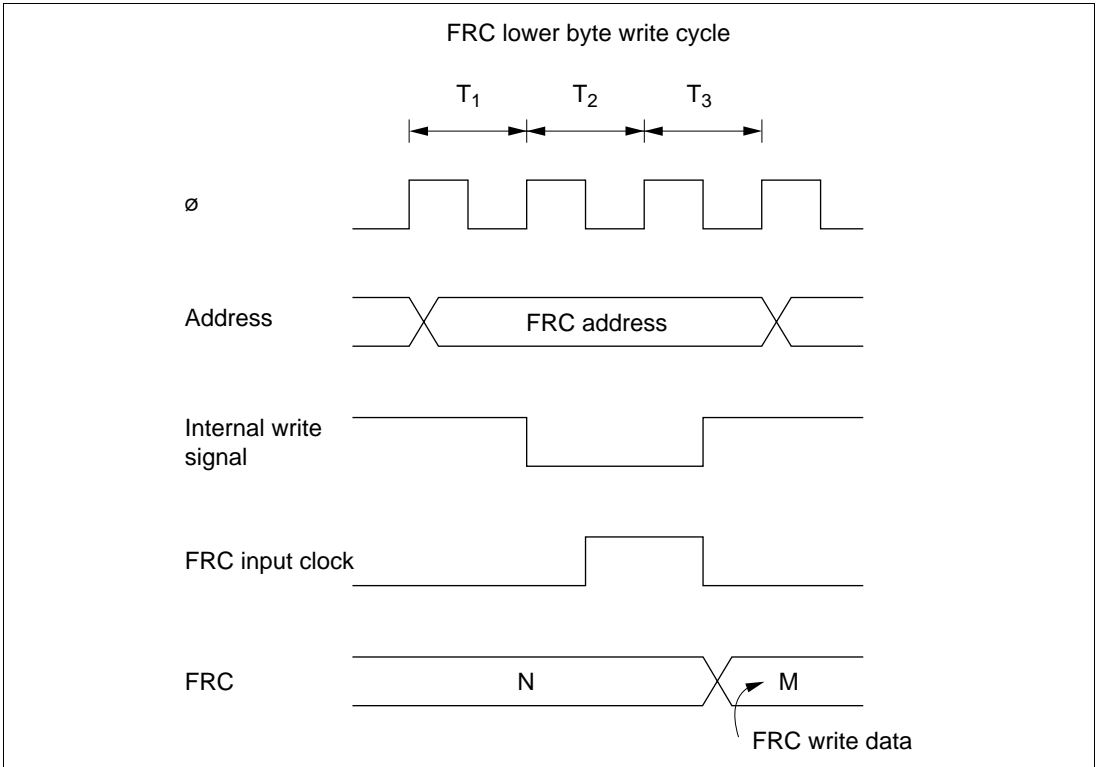 FRC lower byte write cycle
T₁ T₂ T₃
ø
Address
FRC address
Internal write
signal
FRC input clock
FRC
N
M
FRC write data